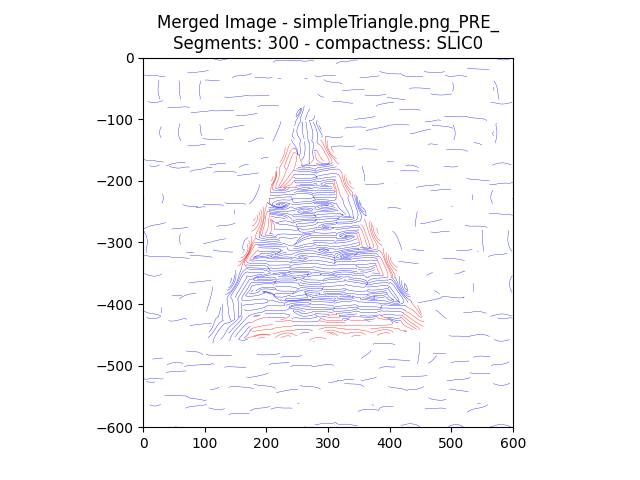 Merged Image - simpleTriangle.png_PRE_
Segments: 300 - compactness: SLIC0
0
−100
−200
−300
−400
−500
−600
0 100 200 300 400 500 600